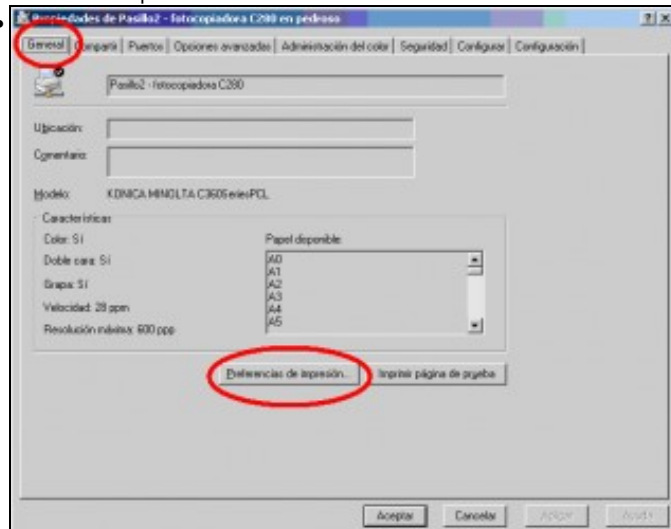 Propiedades de Pasillo2 - fotocopiadora C280 en pedroso
General Compartir Puertos Opciones avanzadas Administración del color Seguridad Configurar Configuración
Pasillo2 - fotocopiadora C280
Ubicación:
Comentario:
Modelo: KONICA MINOLTA C360SeriesPCL
Características
Color: Sí Papel disponible:
Doble cara: Sí A0
A1
Grapa: Sí A2
A3
Velocidad: 28 ppm A4
A5
Resolución máxima: 600 ppp
Preferencias de impresión... Imprimir página de prueba
Aceptar Cancelar Aplicar Ayuda